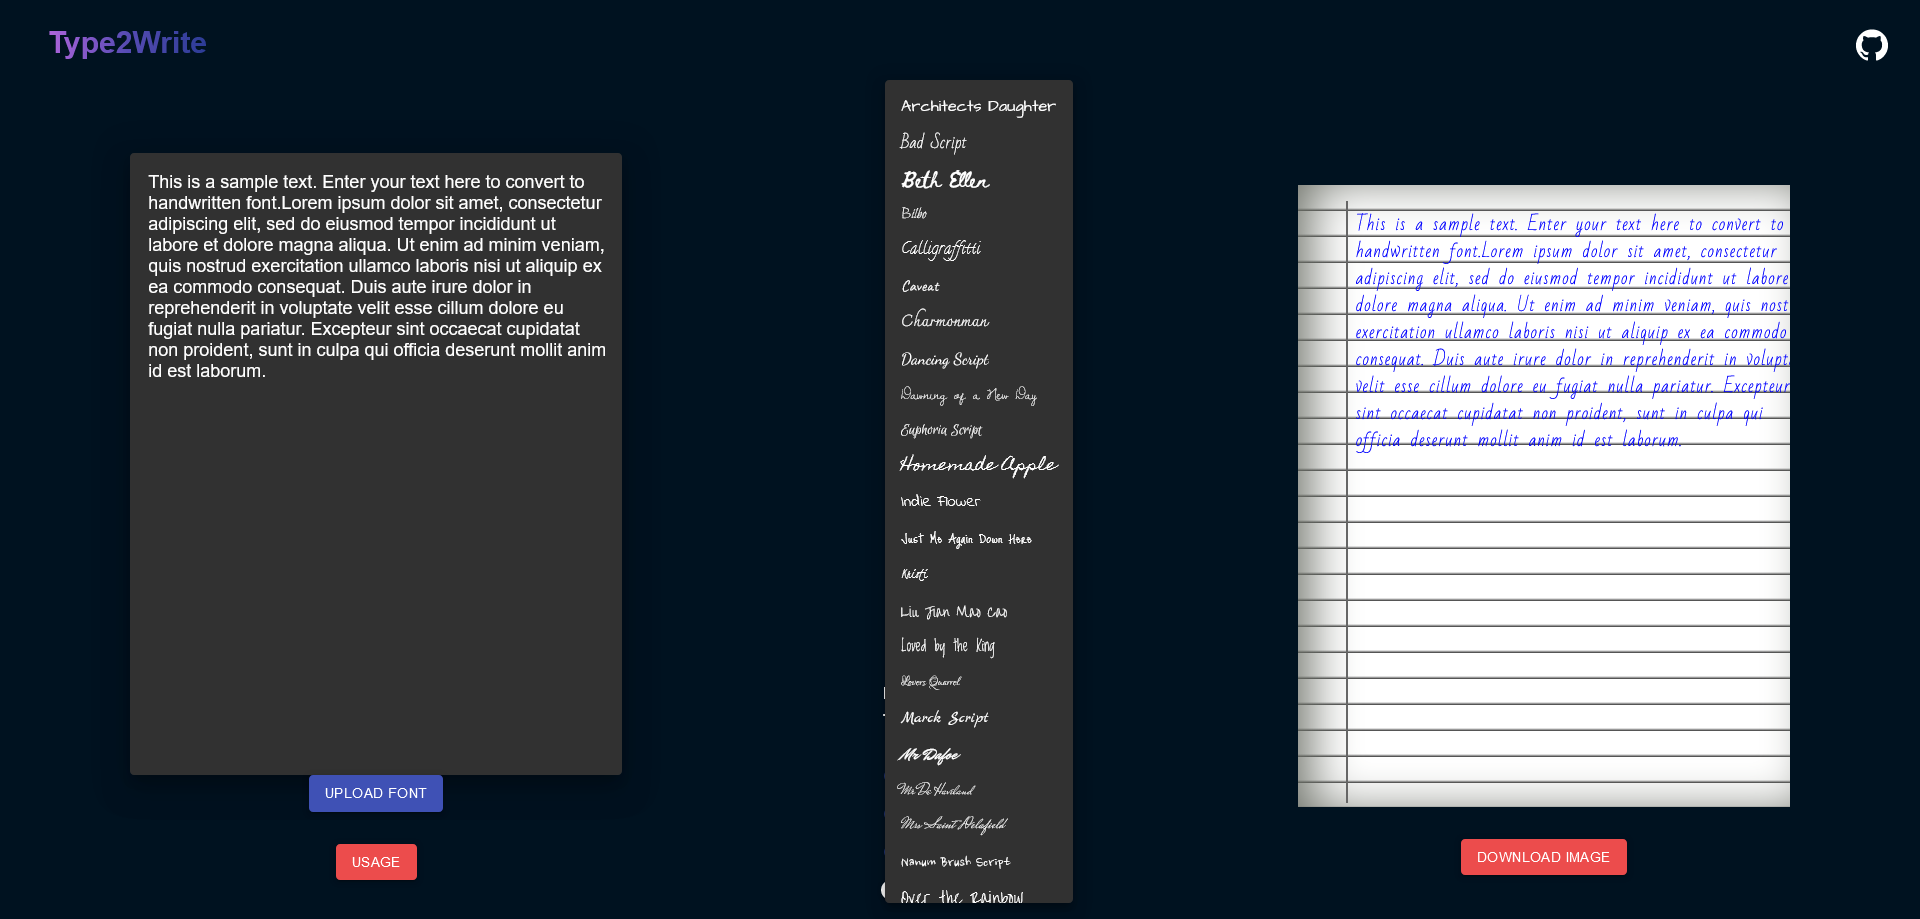 Type2Write
This is a sample text. Enter your text here to convert to
handwritten font.Lorem ipsum dolor sit amet, consectetur
adipiscing elit, sed do eiusmod tempor incididunt ut
labore et dolore magna aliqua. Ut enim ad minim veniam,
quis nostrud exercitation ullamco laboris nisi ut aliquip ex
ea commodo consequat. Duis aute irure dolor in
reprehenderit in voluptate velit esse cillum dolore eu
fugiat nulla pariatur. Excepteur sint occaecat cupidatat
non proident, sunt in culpa qui officia deserunt mollit anim
id est laborum.
UPLOAD FONT
USAGE
Architects Daughter
Bad Script
Beth Ellen
Bilbo
Calligraffitti
Caveat
Charmonman
Dancing Script
Dawning of a New Day
Euphoria Script
Homemade Apple
Indie Flower
Just Me Again Down Here
Kristi
Liu Jian Mao Cao
Loved by the King
Lovers Quarrel
Marck Script
Mr Dafoe
Mr De Haviland
Mrs Saint Delafield
Nanum Brush Script
Over the Rainbow
This is a sample text. Enter your text here to convert to
handwritten font.Lorem ipsum dolor sit amet, consectetur
adipiscing elit, sed do eiusmod tempor incididunt ut labore
dolore magna aliqua. Ut enim ad minim veniam, quis nost
exercitation ullamco laboris nisi ut aliquip ex ea commodo
consequat. Duis aute irure dolor in reprehenderit in volupt
velit esse cillum dolore eu fugiat nulla pariatur. Excepteur
sint occaecat cupidatat non proident, sunt in culpa qui
officia deserunt mollit anim id est laborum.
DOWNLOAD IMAGE